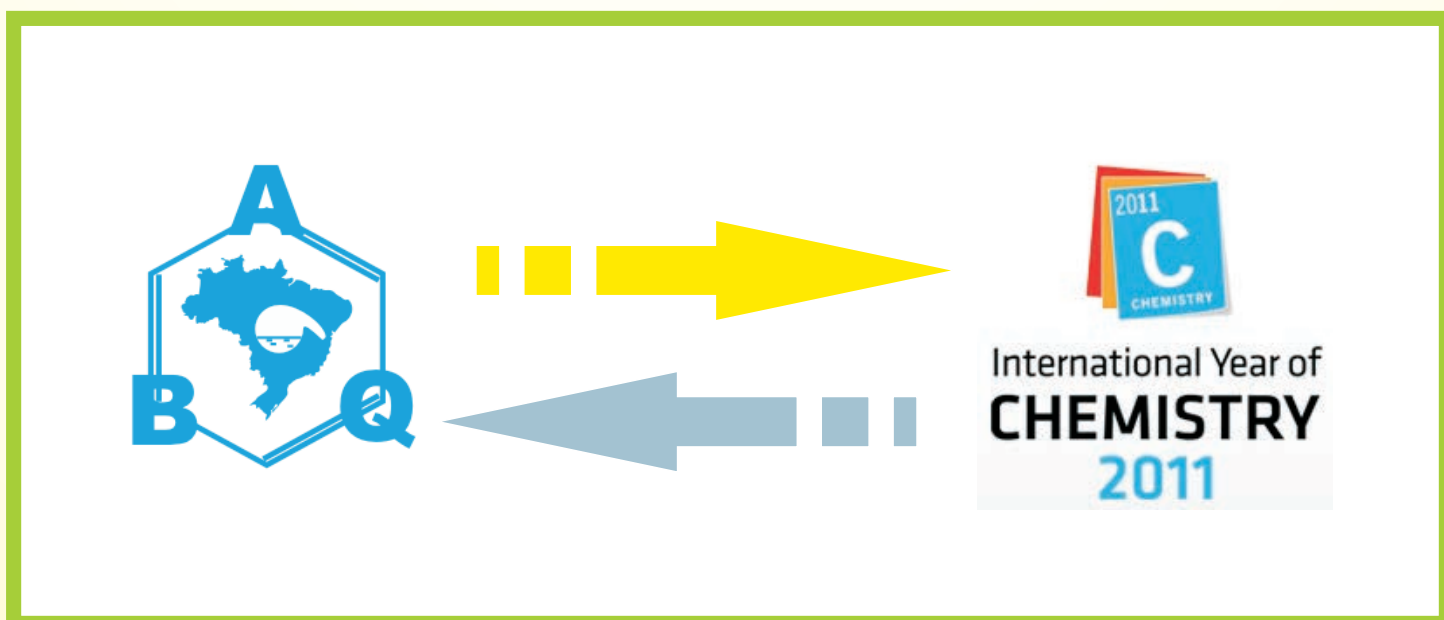 A
B Q
2011
C
CHEMISTRY
International Year of
CHEMISTRY
2011